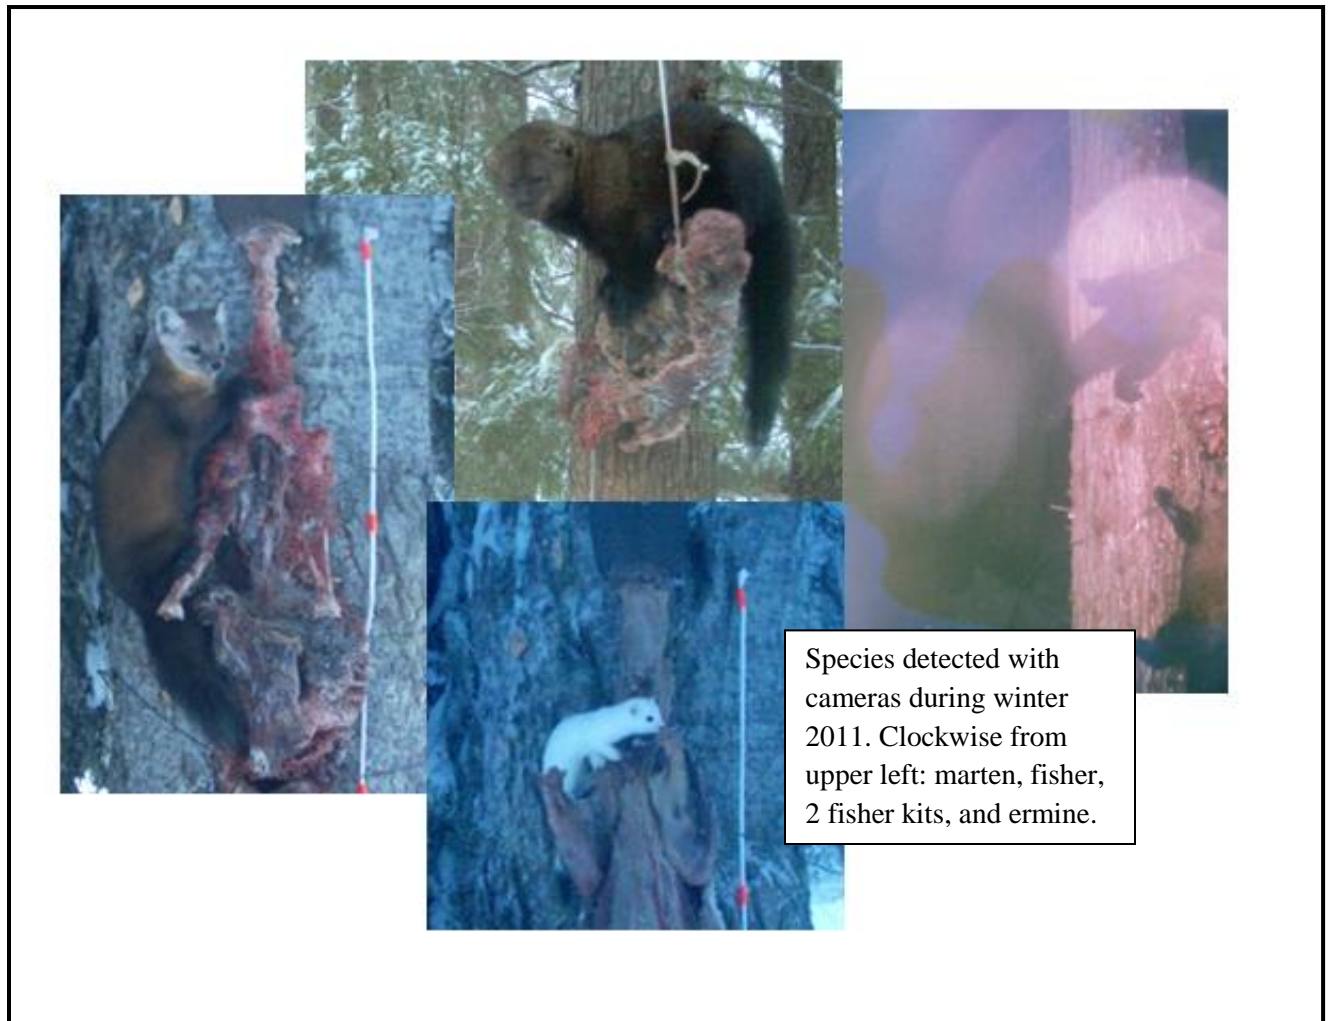 Species detected with
cameras during winter
2011. Clockwise from
upper left: marten, fisher,
2 fisher kits, and ermine.